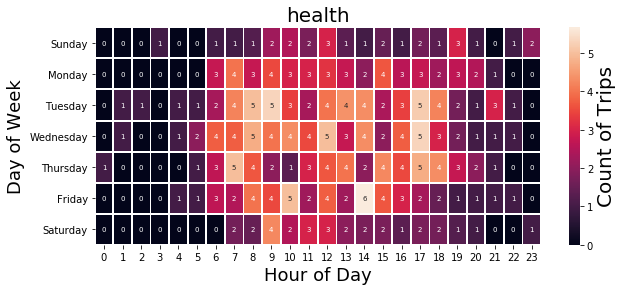 health
Sunday 0 0 0 1 0 0 1 1 1 2 2 2 3 1 1 2 1 2 1 3 1 0 1 2
Monday 0 0 0 0 0 0 3 4 3 3 3 3 3 3 2 4 3 3 2 3 2 1 0 0
Tuesday 0 1 1 0 1 1 2 4 5 5 3 2 4 4 4 2 3 5 4 2 1 3 1 0
Wednesday 0 1 0 0 1 2 4 4 5 4 4 4 5 3 4 2 4 5 3 2 1 1 1 0
Thursday 1 0 0 0 0 1 3 5 4 2 1 3 4 4 2 4 4 5 4 3 2 1 0 0
Friday 0 0 0 0 1 1 3 2 4 4 5 2 4 2 6 4 3 2 2 1 1 1 1 0
Saturday 0 0 0 0 0 0 0 2 2 4 2 3 3 2 2 2 1 2 2 1 1 0 0 1
0 1 2 3 4 5 6 7 8 9 10 11 12 13 14 15 16 17 18 19 20 21 22 23
Hour of Day
Day of Week
5
4
3
2
1
0
Count of Trips